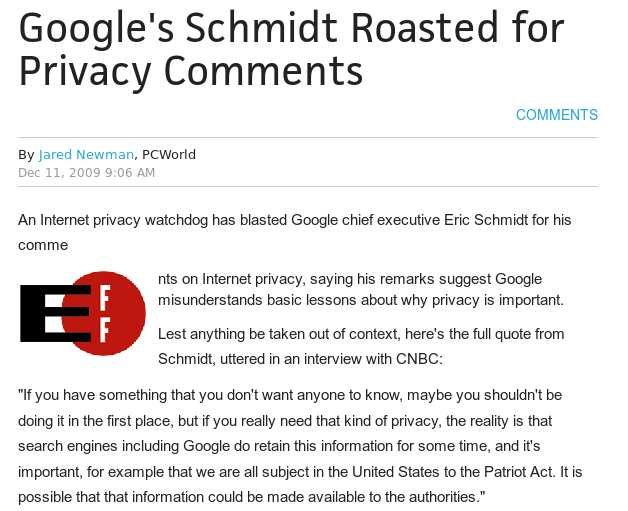 Google's Schmidt Roasted for
Privacy Comments
COMMENTS
By Jared Newman, PCWorld
Dec 11, 2009 9:06 AM
An Internet privacy watchdog has blasted Google chief executive Eric Schmidt for his
comme
EFF
nts on Internet privacy, saying his remarks suggest Google
misunderstands basic lessons about why privacy is important.
Lest anything be taken out of context, here's the full quote from
Schmidt, uttered in an interview with CNBC:
"If you have something that you don't want anyone to know, maybe you shouldn't be
doing it in the first place, but if you really need that kind of privacy, the reality is that
search engines including Google do retain this information for some time, and it's
important, for example that we are all subject in the United States to the Patriot Act. It is
possible that that information could be made available to the authorities."